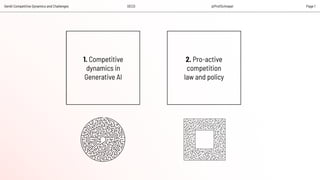 GenAI Competitive Dynamics and Challenges
OECD
@ProfSchrepel
Page 1
1. Competitive
dynamics in
Generative AI
2. Pro-active
competition
law and policy